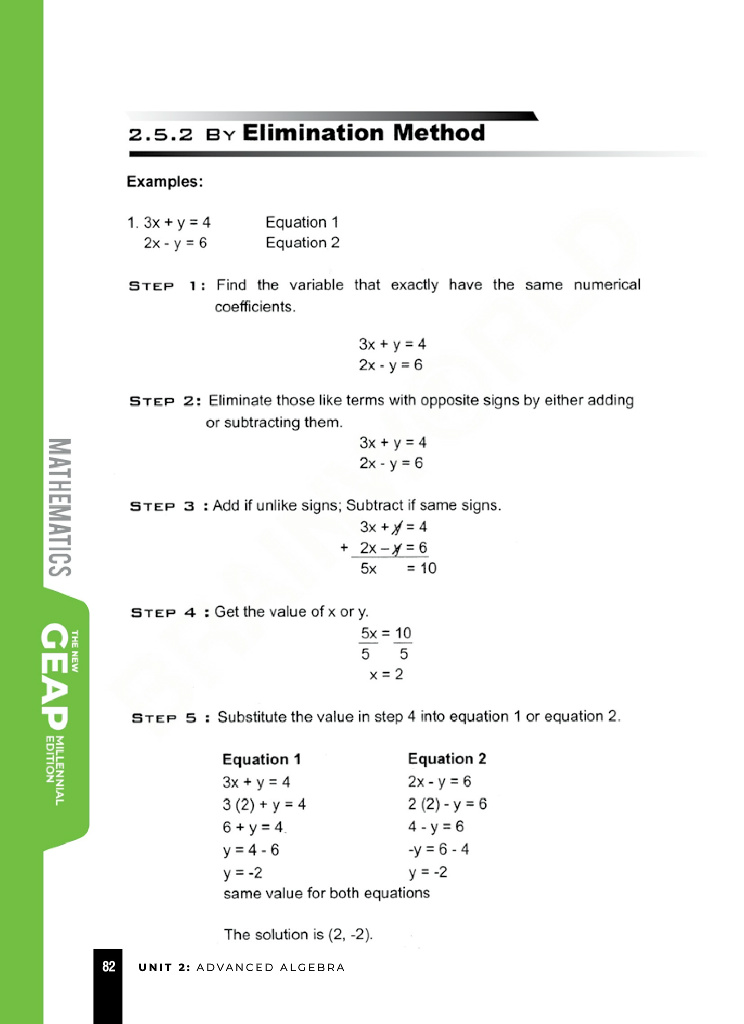 2.5.2 BY Elimination Method
Examples:
1. 3x + y = 4 Equation 1
2x - y = 6 Equation 2
STEP 1: Find the variable that exactly have the same numerical
coefficients.
3x + y = 4
2x - y = 6
STEP 2: Eliminate those like terms with opposite signs by either adding
or subtracting them.
3x + y = 4
2x - y = 6
STEP 3 : Add if unlike signs; Subtract if same signs.
3x + y = 4
+ 2x – y = 6
5x = 10
STEP 4 : Get the value of x or y.
5x = 10
5 5
x = 2
STEP 5 : Substitute the value in step 4 into equation 1 or equation 2.
Equation 1 Equation 2
3x + y = 4 2x - y = 6
3 (2) + y = 4 2 (2) - y = 6
6 + y = 4 4 - y = 6
y = 4 - 6 -y = 6 - 4
y = -2 y = -2
same value for both equations
The solution is (2, -2).
82 UNIT 2: ADVANCED ALGEBRA
MATHEMATICS
THE NEW
GEAP
MILLENNIAL
EDITION